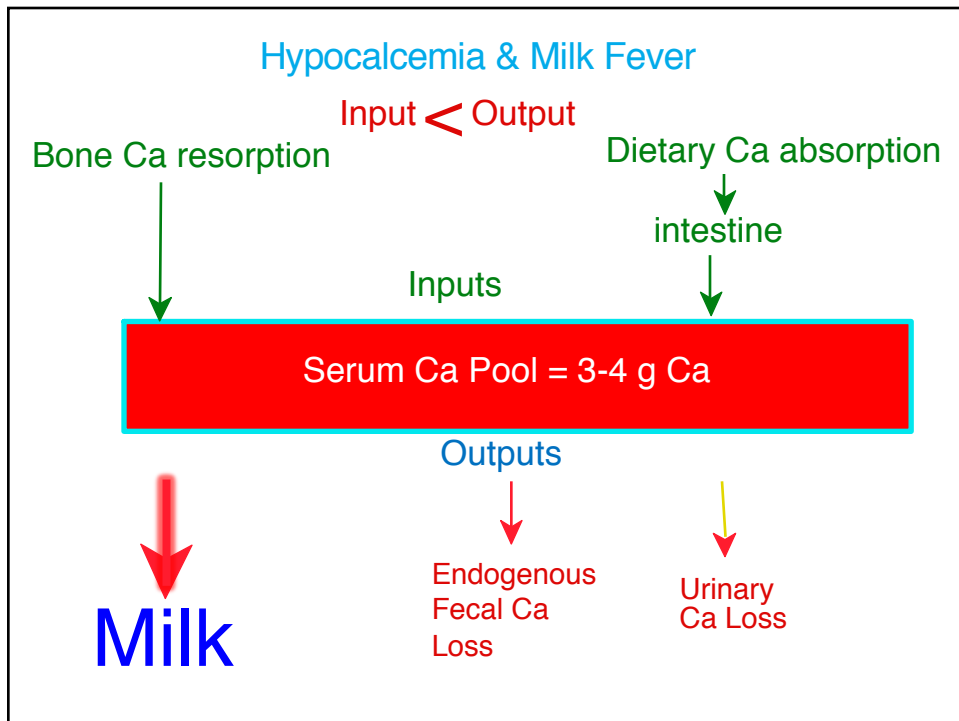 Hypocalcemia & Milk Fever
Input < Output
Bone Ca resorption
Dietary Ca absorption
intestine
Inputs
Serum Ca Pool = 3-4 g Ca
Outputs
Milk
Endogenous
Fecal Ca
Loss
Urinary
Ca Loss